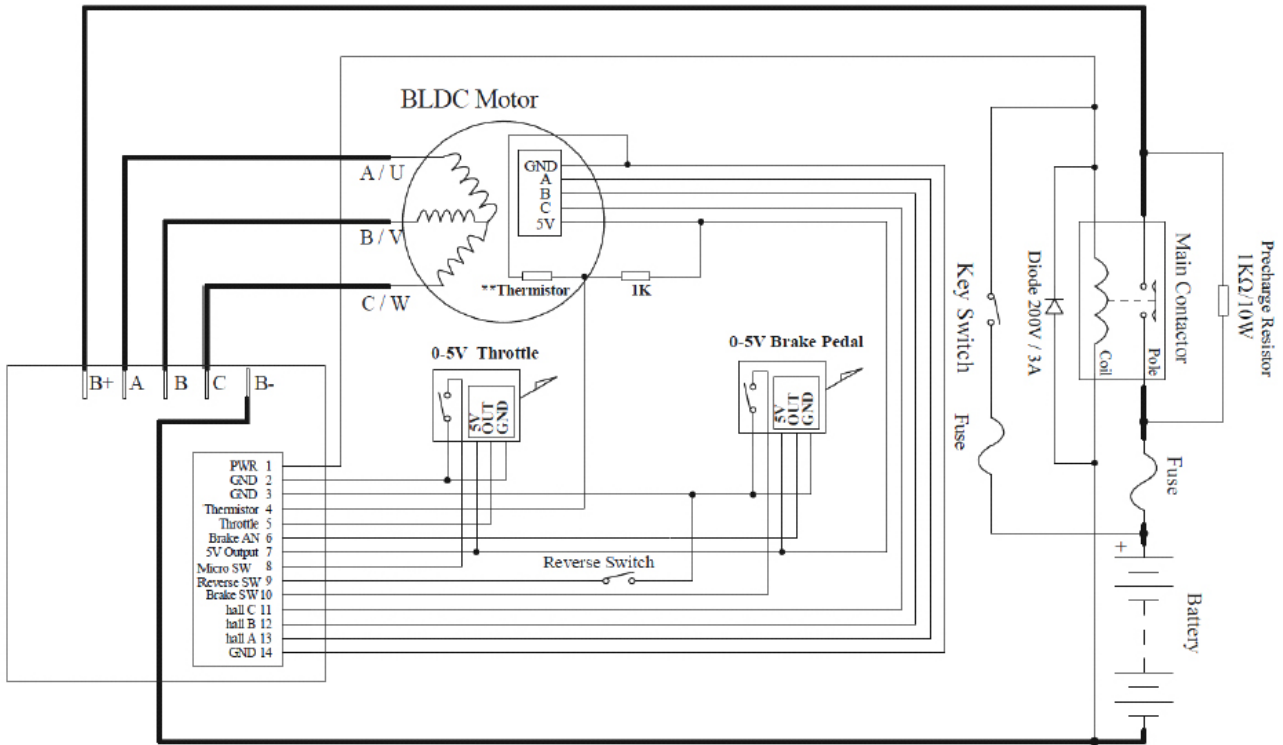 BLDC Motor
A / U
B / V
C / W
GND
A
B
C
5V
**Thermistor
1K
0-5V Throttle
5V
OUT
GND
0-5V Brake Pedal
5V
OUT
GND
Key Switch
Fuse
Diode 200V / 3A
Coil
Pole
Main Contactor
Precharge Resistor
1KΩ/10W
Fuse
+
Battery
B+
A
B
C
B-
PWR 1
GND 2
GND 3
Thermistor 4
Throttle 5
Brake AN 6
5V Output 7
Micro SW 8
Reverse SW 9
Brake SW 10
hall C 11
hall B 12
hall A 13
GND 14
Reverse Switch